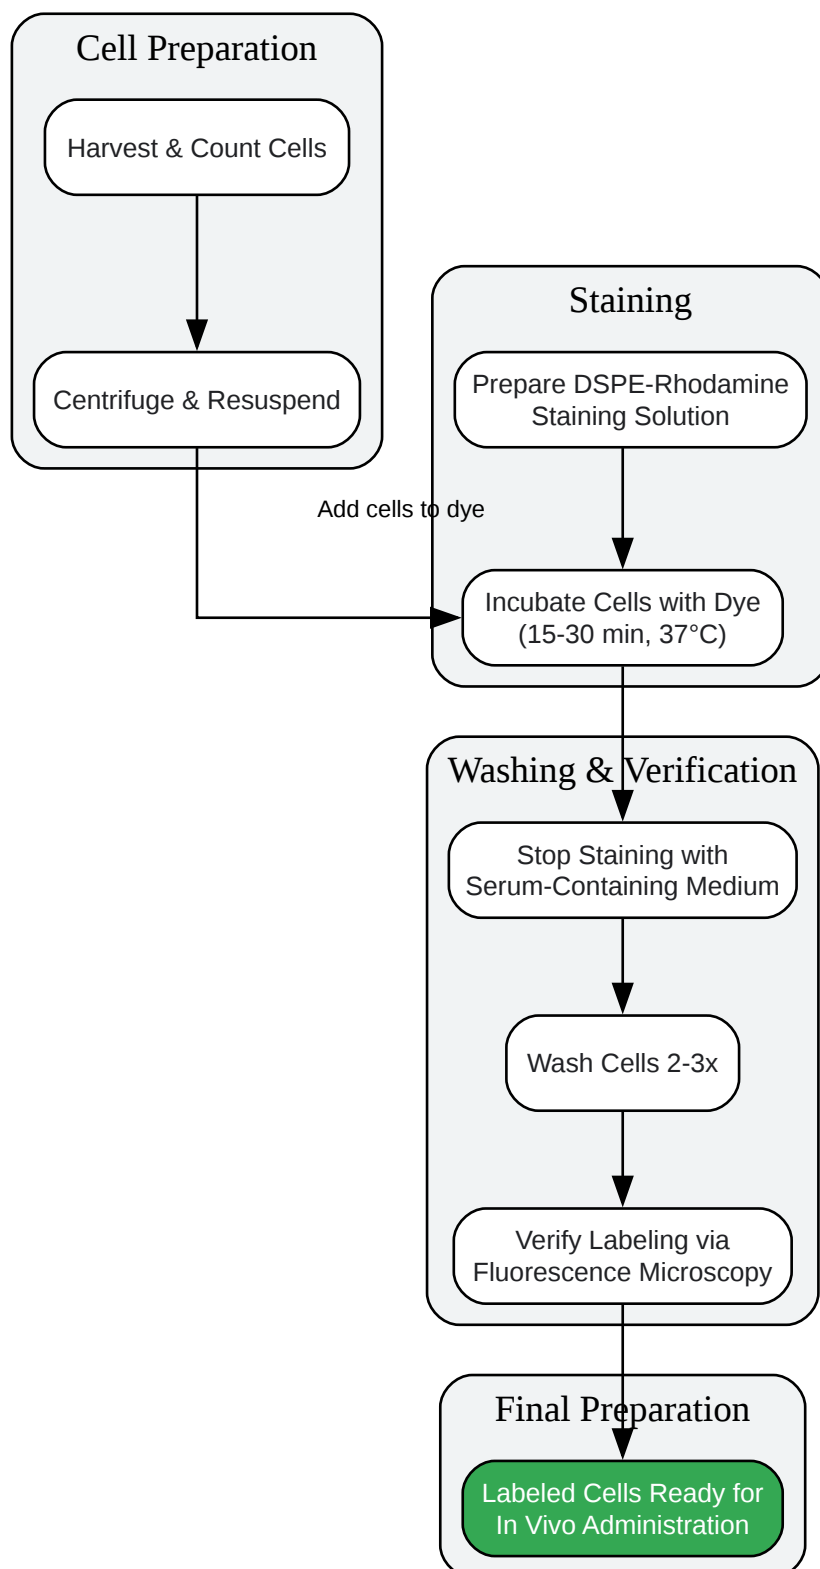 Cell Preparation
Harvest & Count Cells
Centrifuge & Resuspend
Staining
Prepare DSPE-Rhodamine
Staining Solution
Add cells to dye
Incubate Cells with Dye
(15-30 min, 37°C)
Washing & Verification
Stop Staining with
Serum-Containing Medium
Wash Cells 2-3x
Verify Labeling via
Fluorescence Microscopy
Final Preparation
Labeled Cells Ready for
In Vivo Administration